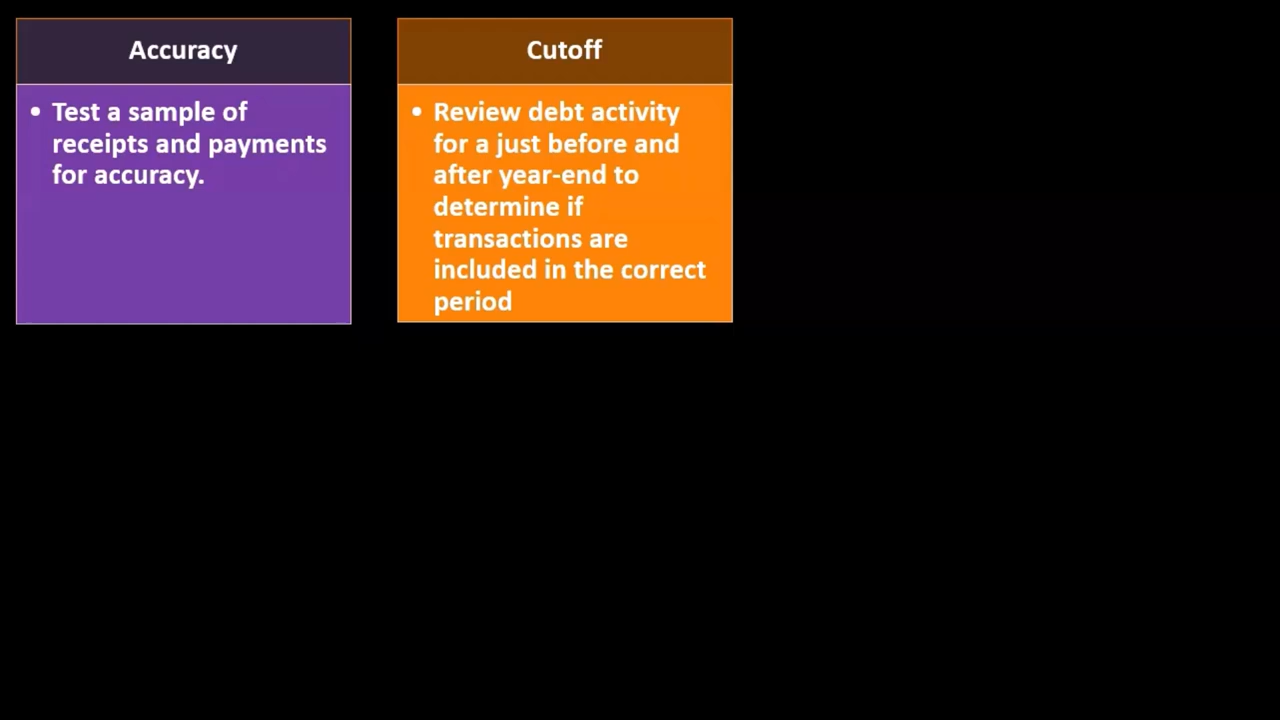 Accuracy
• Test a sample of
receipts and payments
for accuracy.
Cutoff
• Review debt activity
for a just before and
after year-end to
determine if
transactions are
included in the correct
period